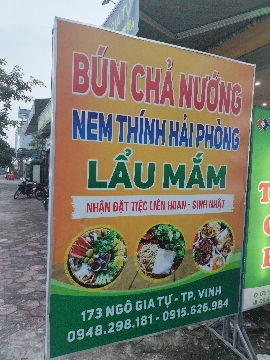 BÚN CHẢ NƯỚNG
NEM THÍNH HẢI PHÒNG
LẨU MẮM
NHẬN ĐẶT TIỆC LIÊN HOAN - SINH NHẬT
173 NGÔ GIA TỰ - TP. VINH
0948.298.181 - 0915.626.984